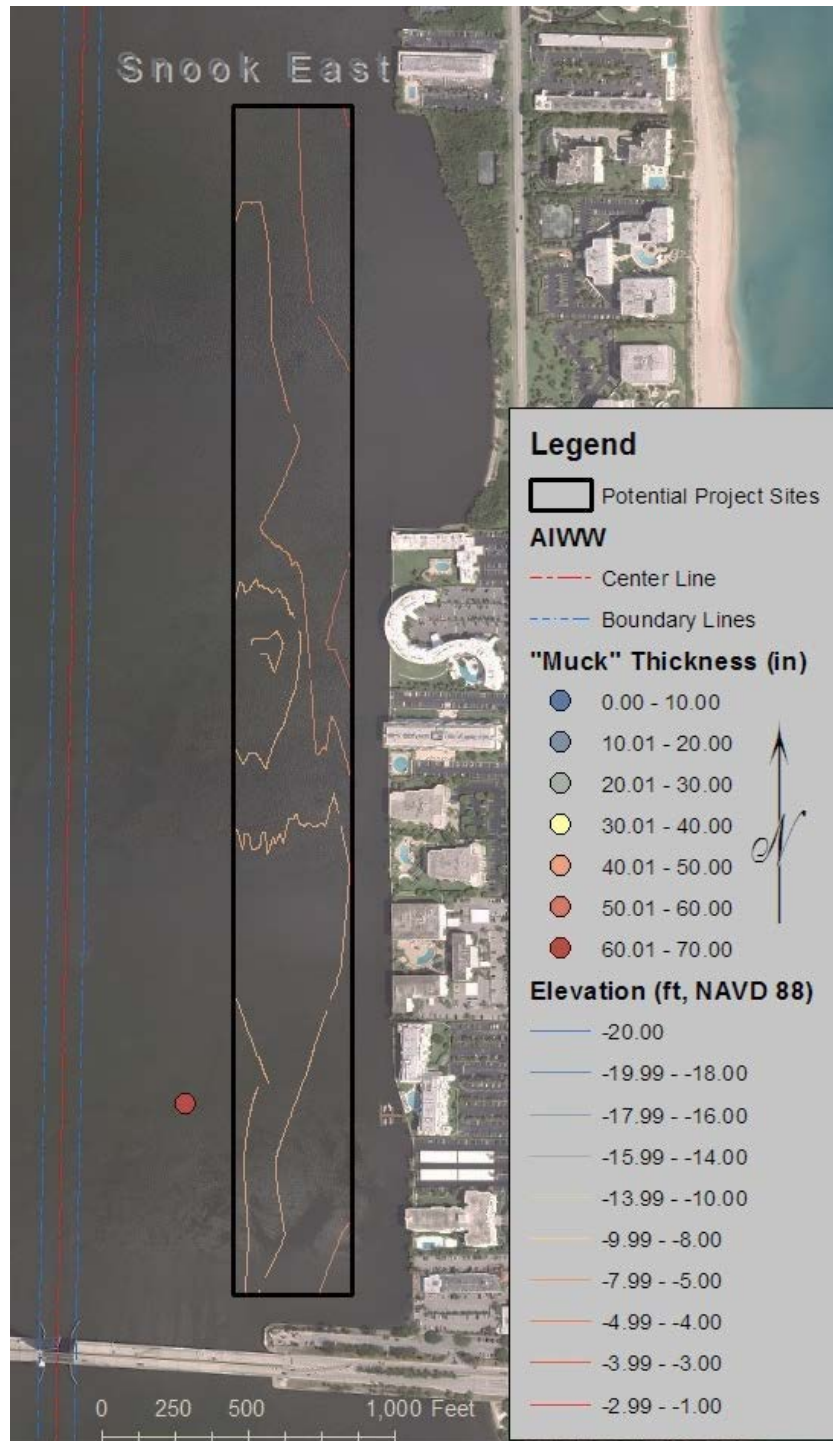 Snook East
Legend
Potential Project Sites
AIWW
Center Line
Boundary Lines
"Muck" Thickness (in)
0.00 - 10.00
10.01 - 20.00
20.01 - 30.00
30.01 - 40.00
40.01 - 50.00
50.01 - 60.00
60.01 - 70.00
N
Elevation (ft, NAVD 88)
-20.00
-19.99 - -18.00
-17.99 - -16.00
-15.99 - -14.00
-13.99 - -10.00
-9.99 - -8.00
-7.99 - -5.00
-4.99 - -4.00
-3.99 - -3.00
-2.99 - -1.00
0 250 500 1,000 Feet